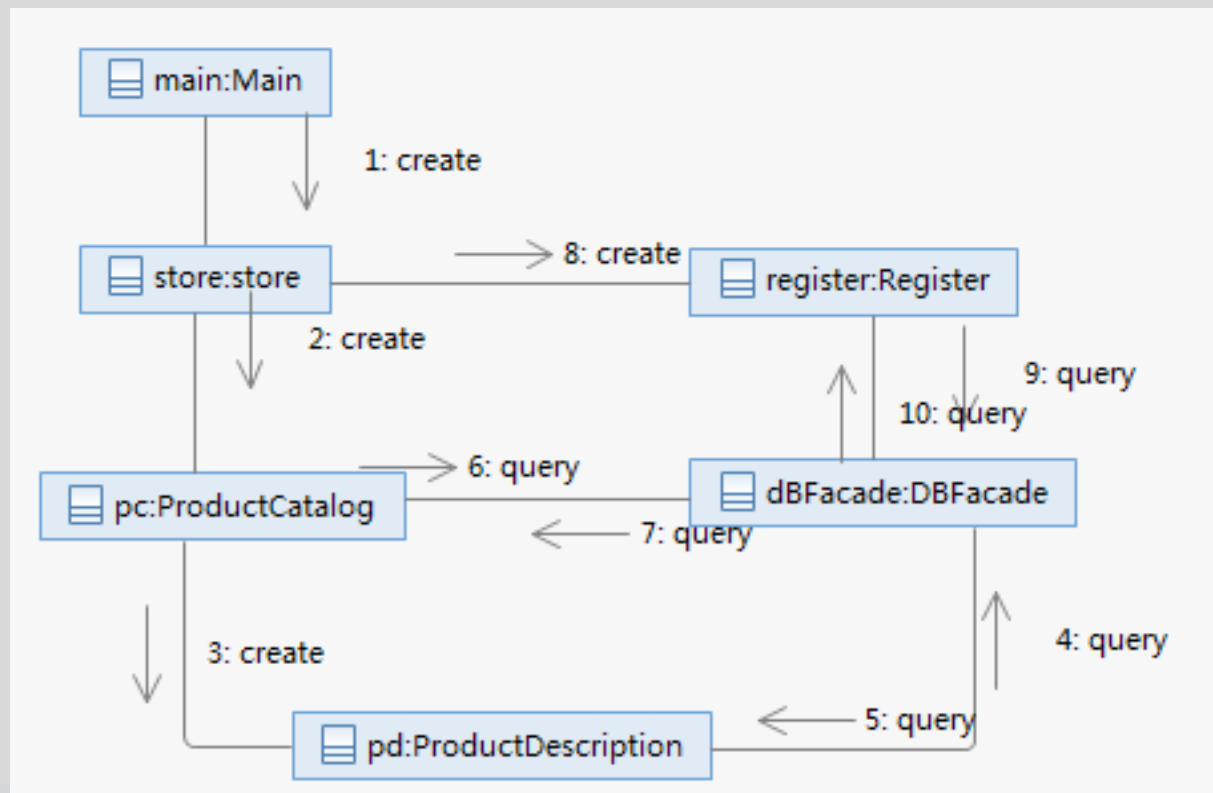 main:Main
1: create
store:store
8: create
register:Register
2: create
9: query
10: query
6: query
pc:ProductCatalog
dBFacade:DBFacade
7: query
3: create
4: query
5: query
pd:ProductDescription